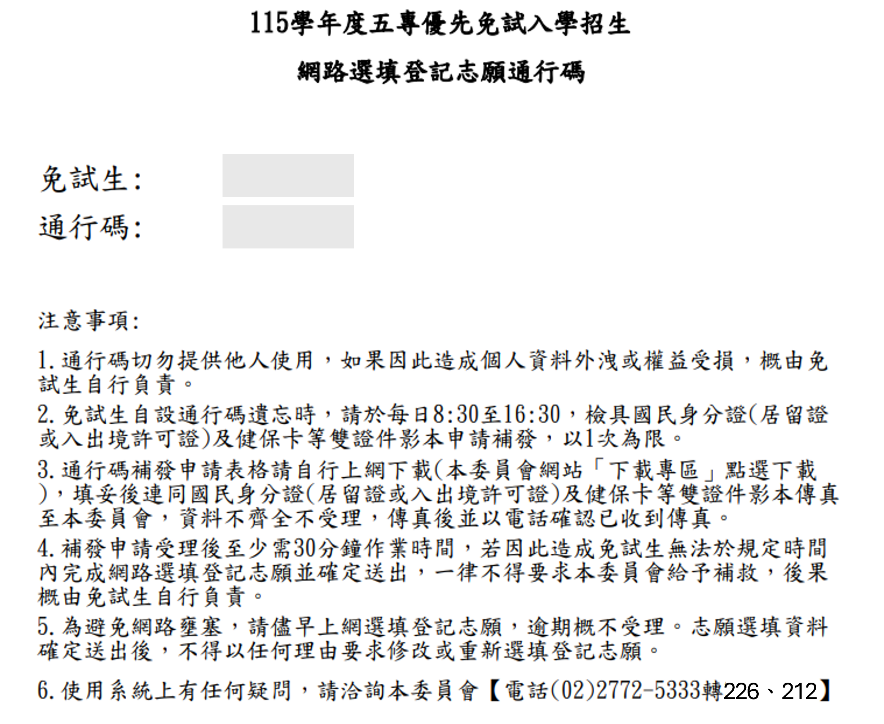 115學年度五專優先免試入學招生
網路選填登記志願通行碼
免試生:
通行碼:
注意事項:
1.通行碼切勿提供他人使用，如果因此造成個人資料外洩或權益受損，概由免
試生自行負責。
2.免試生自設通行碼遺忘時，請於每日8:30至16:30，檢具國民身分證(居留證
或入出境許可證)及健保卡等雙證件影本申請補發，以1次為限。
3.通行碼補發申請表格請自行上網下載(本委員會網站「下載專區」點選下載
)，填妥後連同國民身分證(居留證或入出境許可證)及健保卡等雙證件影本傳真
至本委員會，資料不齊全不受理，傳真後並以電話確認已收到傳真。
4.補發申請受理後至少需30分鐘作業時間，若因此造成免試生無法於規定時間
內完成網路選填登記志願並確定送出，一律不得要求本委員會給予補救，後果
概由免試生自行負責。
5.為避免網路壅塞，請儘早上網選填登記志願，逾期概不受理。志願選填資料
確定送出後，不得以任何理由要求修改或重新選填登記志願。
6.使用系統上有任何疑問，請洽詢本委員會【電話(02)2772-5333轉226、212】